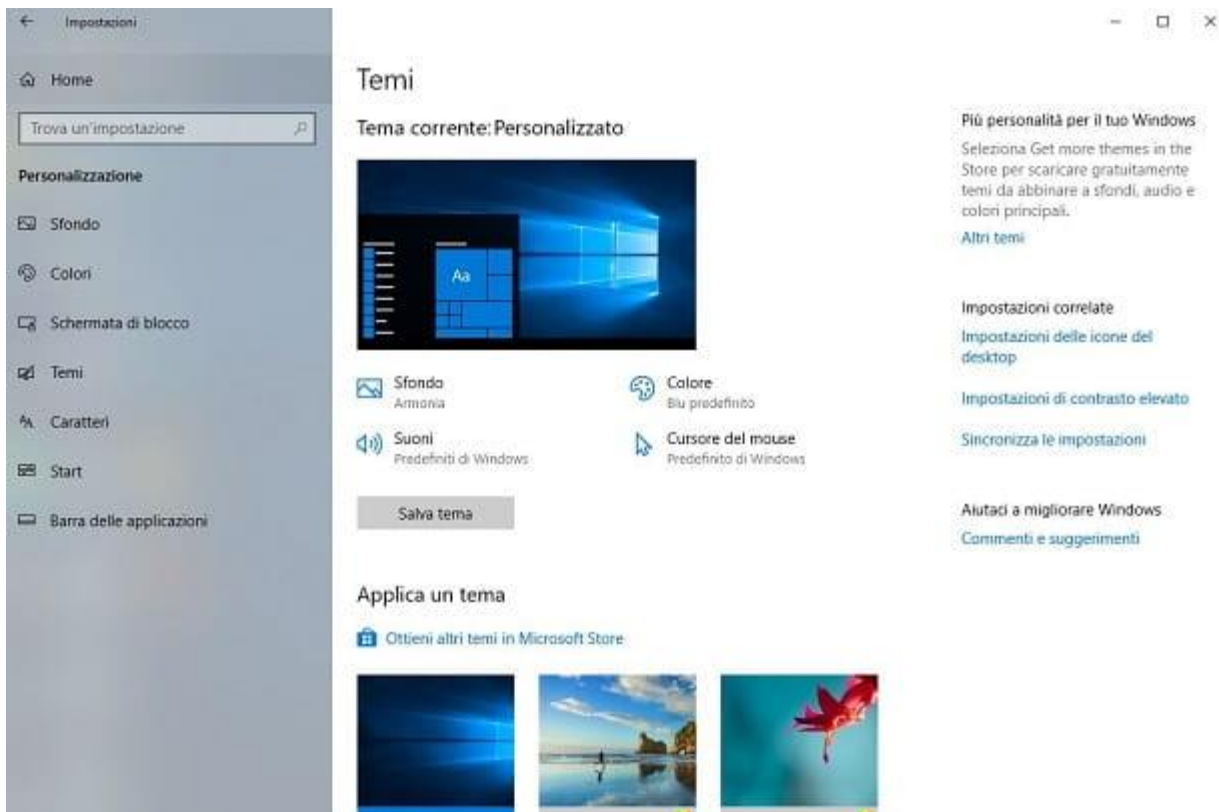 Impostazioni
Home
Trova un'impostazione
Personalizzazione
Sfondo
Colori
Schermata di blocco
Temi
Caratteri
Start
Barra delle applicazioni
Temi
Tema corrente: Personalizzato
Aa
Sfondo
Armonia
Colore
Blu predefinito
Suoni
Predefiniti di Windows
Cursore del mouse
Predefinito di Windows
Salva tema
Applica un tema
Ottieni altri temi in Microsoft Store
Più personalità per il tuo Windows
Seleziona Get more themes in the
Store per scaricare gratuitamente
temi da abbinare a sfondi, audio e
colori principali.
Altri temi
Impostazioni correlate
Impostazioni delle icone del
desktop
Impostazioni di contrasto elevato
Sincronizza le impostazioni
Aiutaci a migliorare Windows
Commenti e suggerimenti